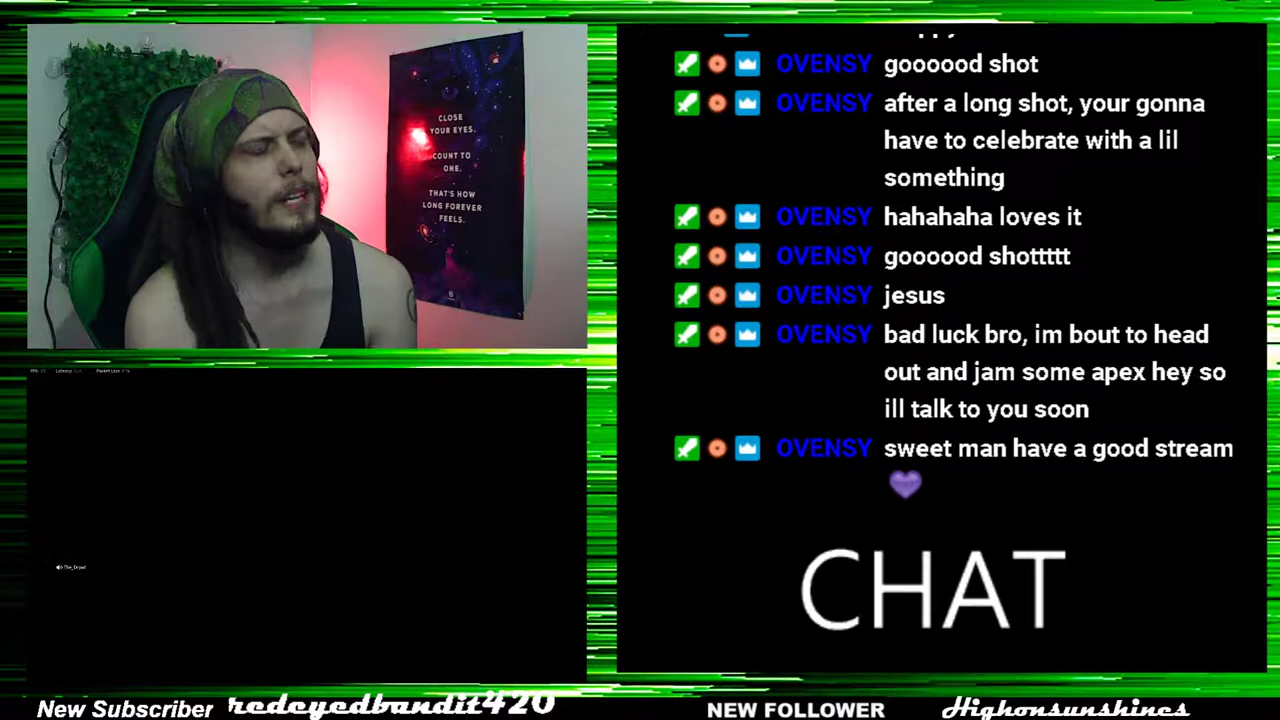 CLOSE
YOUR EYES.
COUNT TO
ONE.
THAT'S HOW
LONG FOREVER
FEELS.
OVENSY goooood shot
OVENSY after a long shot, your gonna
have to celebrate with a lil
something
OVENSY hahahaha loves it
OVENSY goooood shottttt
OVENSY jesus
OVENSY bad luck bro, im bout to head
out and jam some apex hey so
ill talk to you soon
OVENSY sweet man have a good stream
CHAT
New Subscriber redeyedbandit420
NEW FOLLOWER Highonsunshines